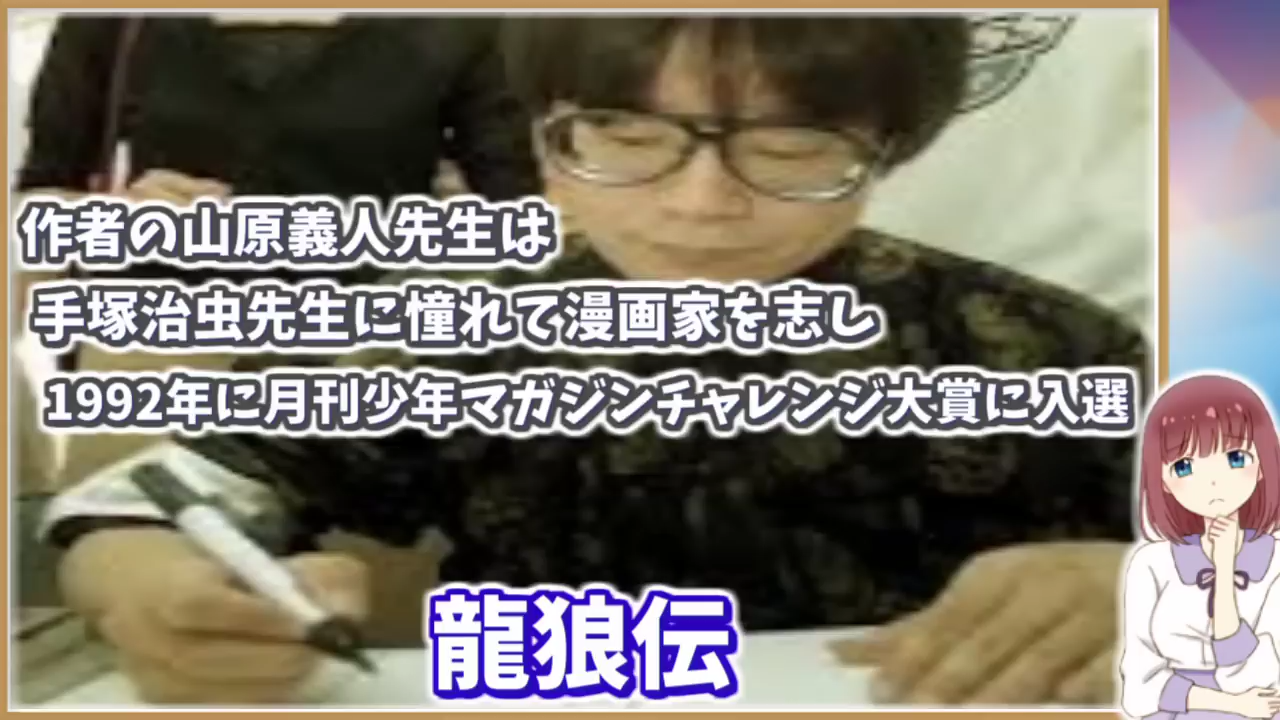 作者の山原義人先生は
手塚治虫先生に憧れて漫画家を志し
1992年に月刊少年マガジンチャレンジ大賞に入選
龍狼伝